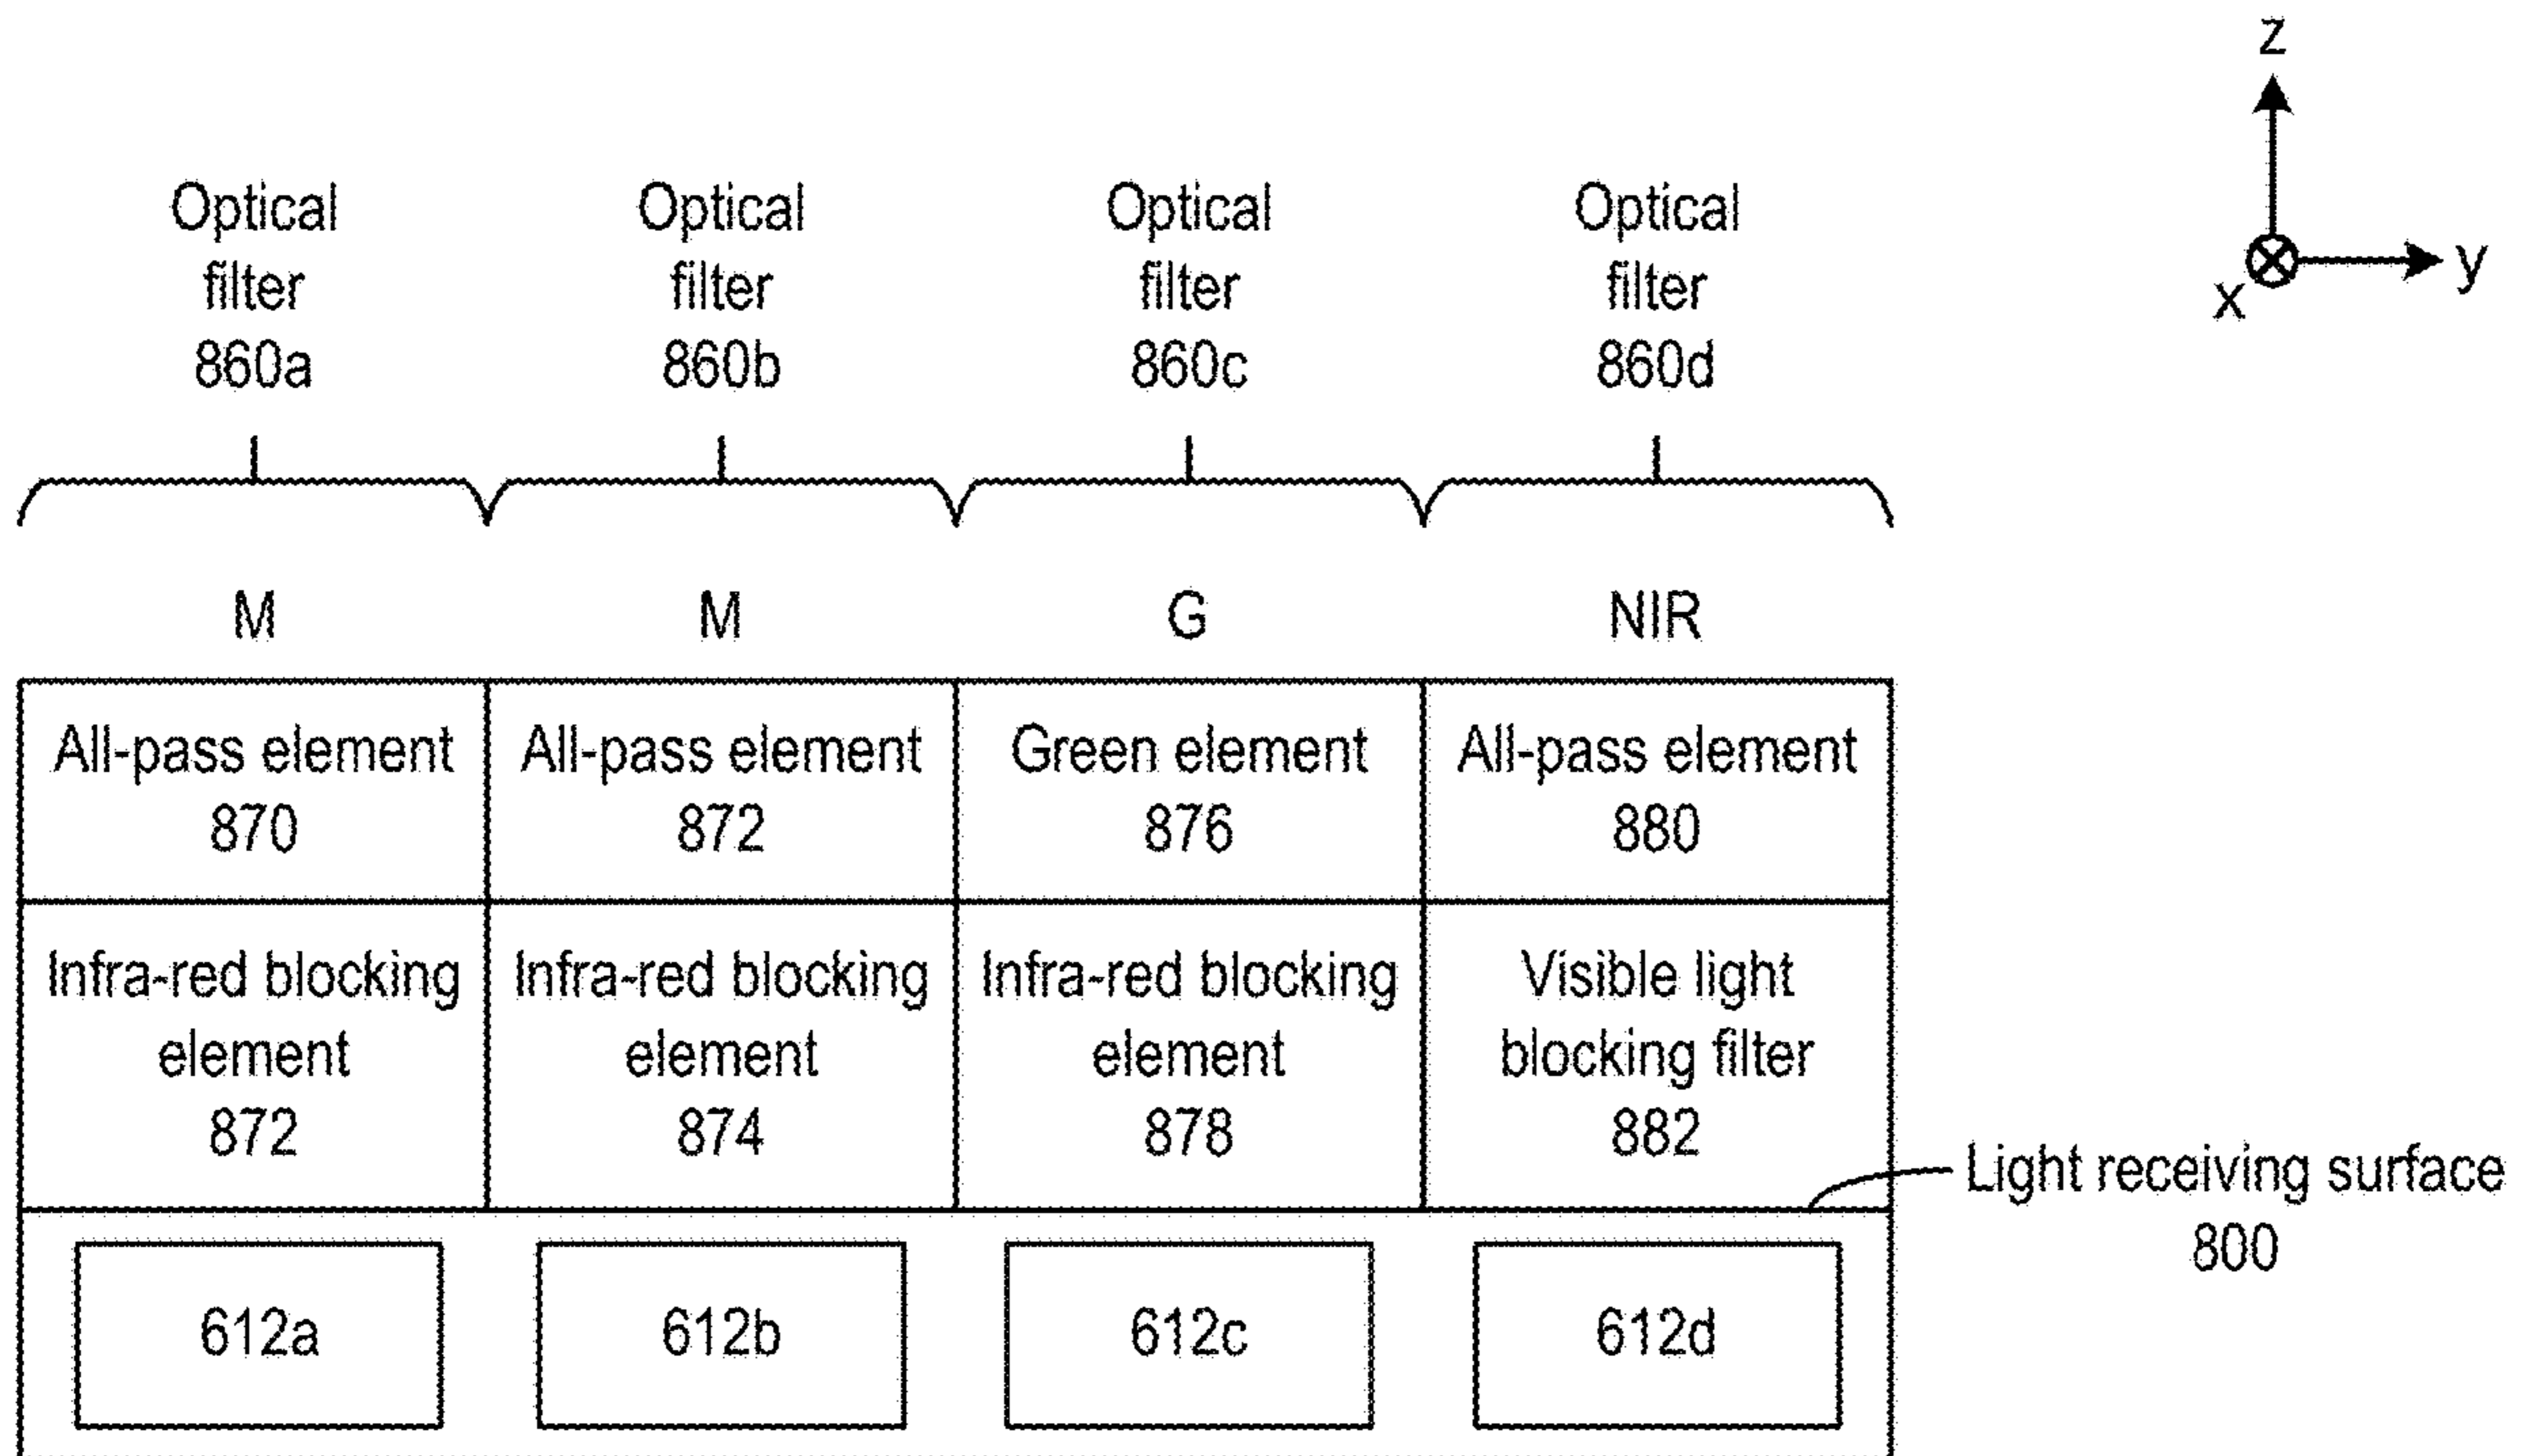 z
y
x
Optical
filter
860a
Optical
filter
860b
Optical
filter
860c
Optical
filter
860d
M
M
G
NIR
All-pass element
870
All-pass element
872
Green element
876
All-pass element
880
Infra-red blocking
element
872
Infra-red blocking
element
874
Infra-red blocking
element
878
Visible light
blocking filter
882
Light receiving surface
800
612a
612b
612c
612d